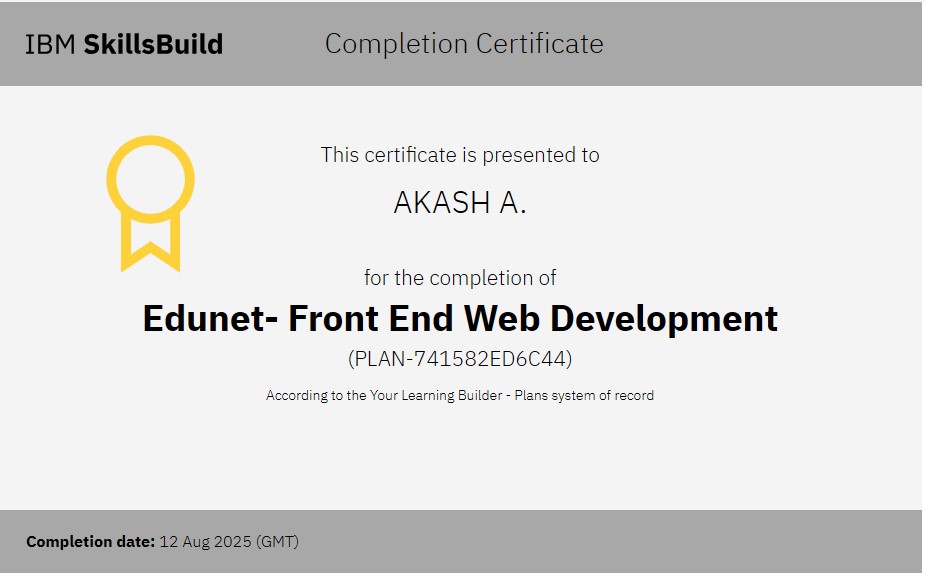 IBM SkillsBuild
Completion Certificate
This certificate is presented to
AKASH A.
for the completion of
Edunet- Front End Web Development
(PLAN-741582ED6C44)
According to the Your Learning Builder - Plans system of record
Completion date: 12 Aug 2025 (GMT)